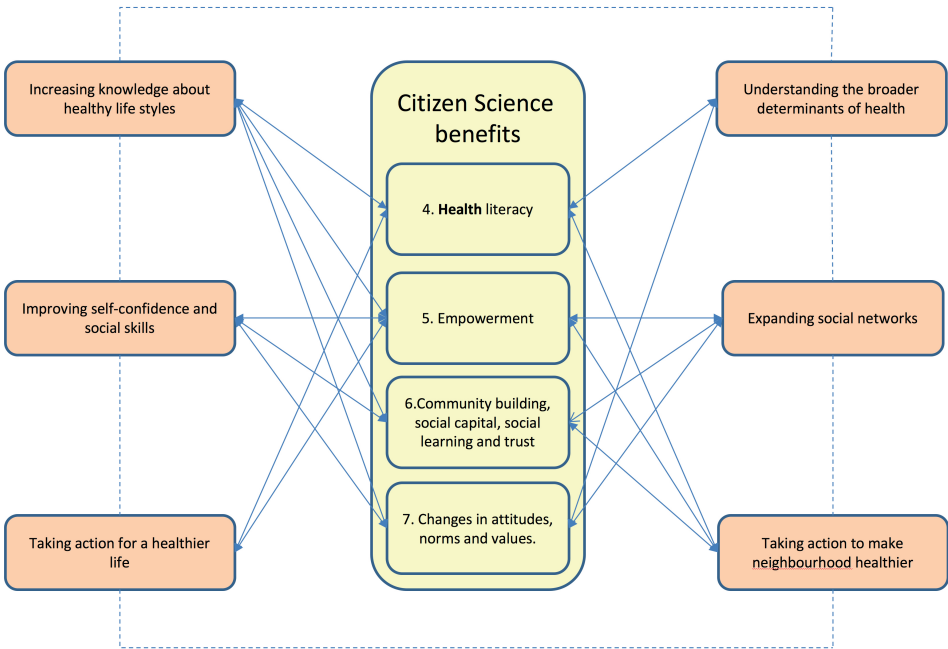 Increasing knowledge about
healthy life styles
Improving self-confidence and
social skills
Taking action for a healthier
life
Citizen Science
benefits
4. Health literacy
5. Empowerment
6.Community building,
social capital, social
learning and trust
7. Changes in attitudes,
norms and values.
Understanding the broader
determinants of health
Expanding social networks
Taking action to make
neighbourhood healthier